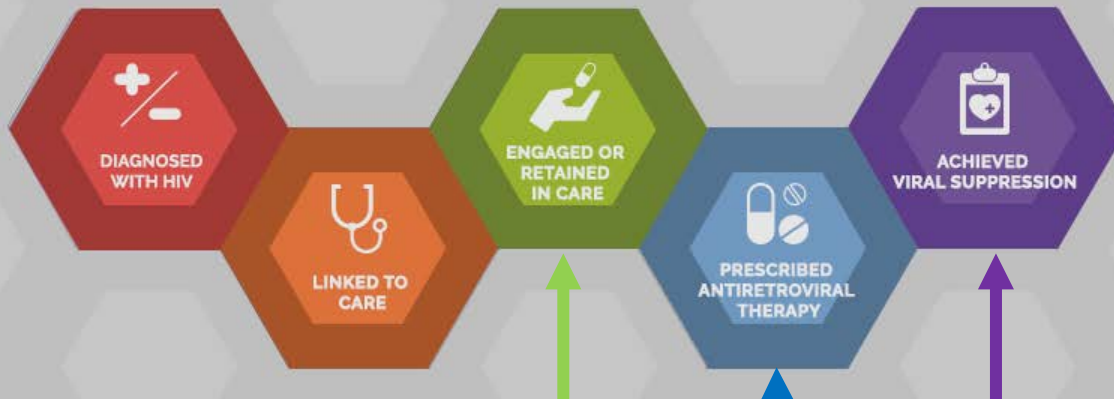 DIAGNOSED
WITH HIV
LINKED TO
CARE
ENGAGED OR
RETAINED
IN CARE
PRESCRIBED
ANTIRETROVIRAL
THERAPY
ACHIEVED
VIRAL SUPPRESSION